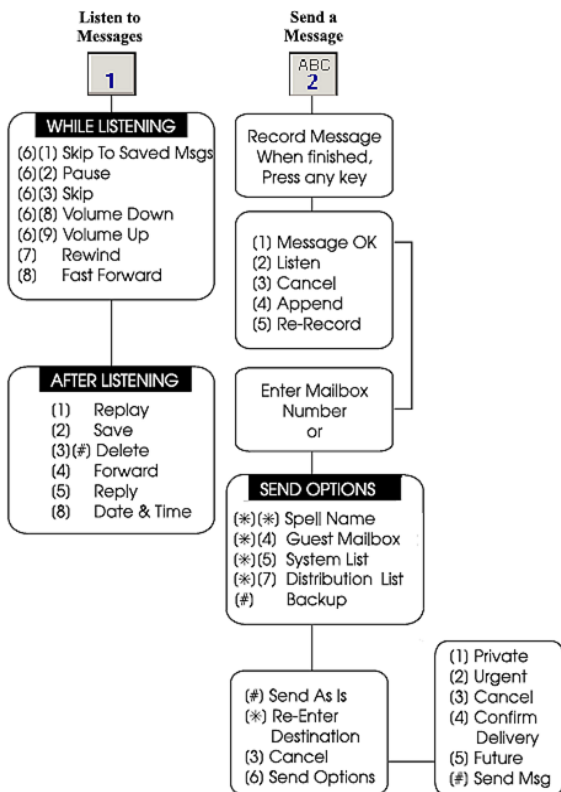 Listen to
Messages
1
WHILE LISTENING
(6)(1) Skip To Saved Msgs
(6)(2) Pause
(6)(3) Skip
(6)(8) Volume Down
(6)(9) Volume Up
(7) Rewind
(8) Fast Forward
AFTER LISTENING
(1) Replay
(2) Save
(3)(#) Delete
(4) Forward
(5) Reply
(8) Date & Time
Send a
Message
ABC
2
Record Message
When finished,
Press any key
(1) Message OK
(2) Listen
(3) Cancel
(4) Append
(5) Re-Record
Enter Mailbox
Number
or
SEND OPTIONS
(*)(*) Spell Name
(*)(4) Guest Mailbox
(*)(5) System List
(*)(7) Distribution List
(#) Backup
(#) Send As Is
(*) Re-Enter
Destination
(3) Cancel
(6) Send Options
(1) Private
(2) Urgent
(3) Cancel
(4) Confirm
Delivery
(5) Future
(#) Send Msg